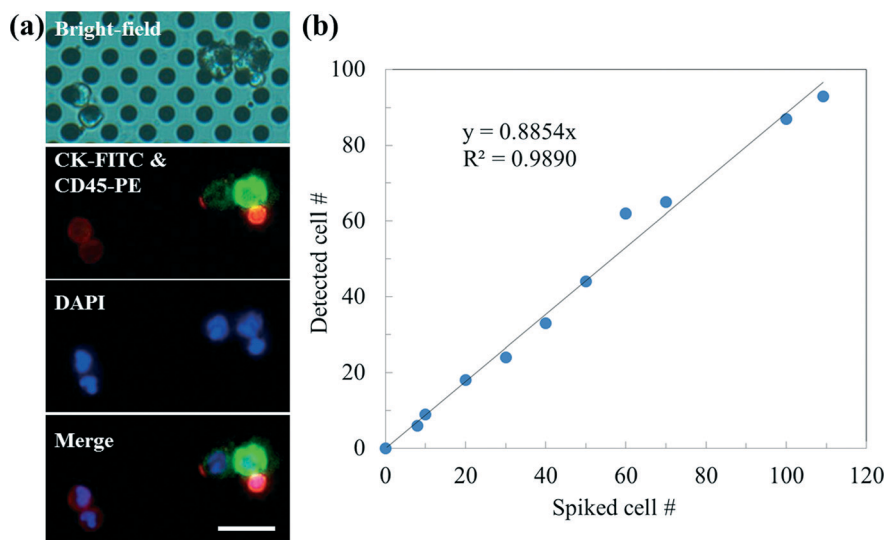 (a)
Bright-field
CK-FITC &
CD45-PE
DAPI
Merge
(b)
100
80
60
40
20
0
Detected cell #
y = 0.8854x
R² = 0.9890
0 20 40 60 80 100 120
Spiked cell #